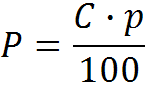 P = C · p / 100